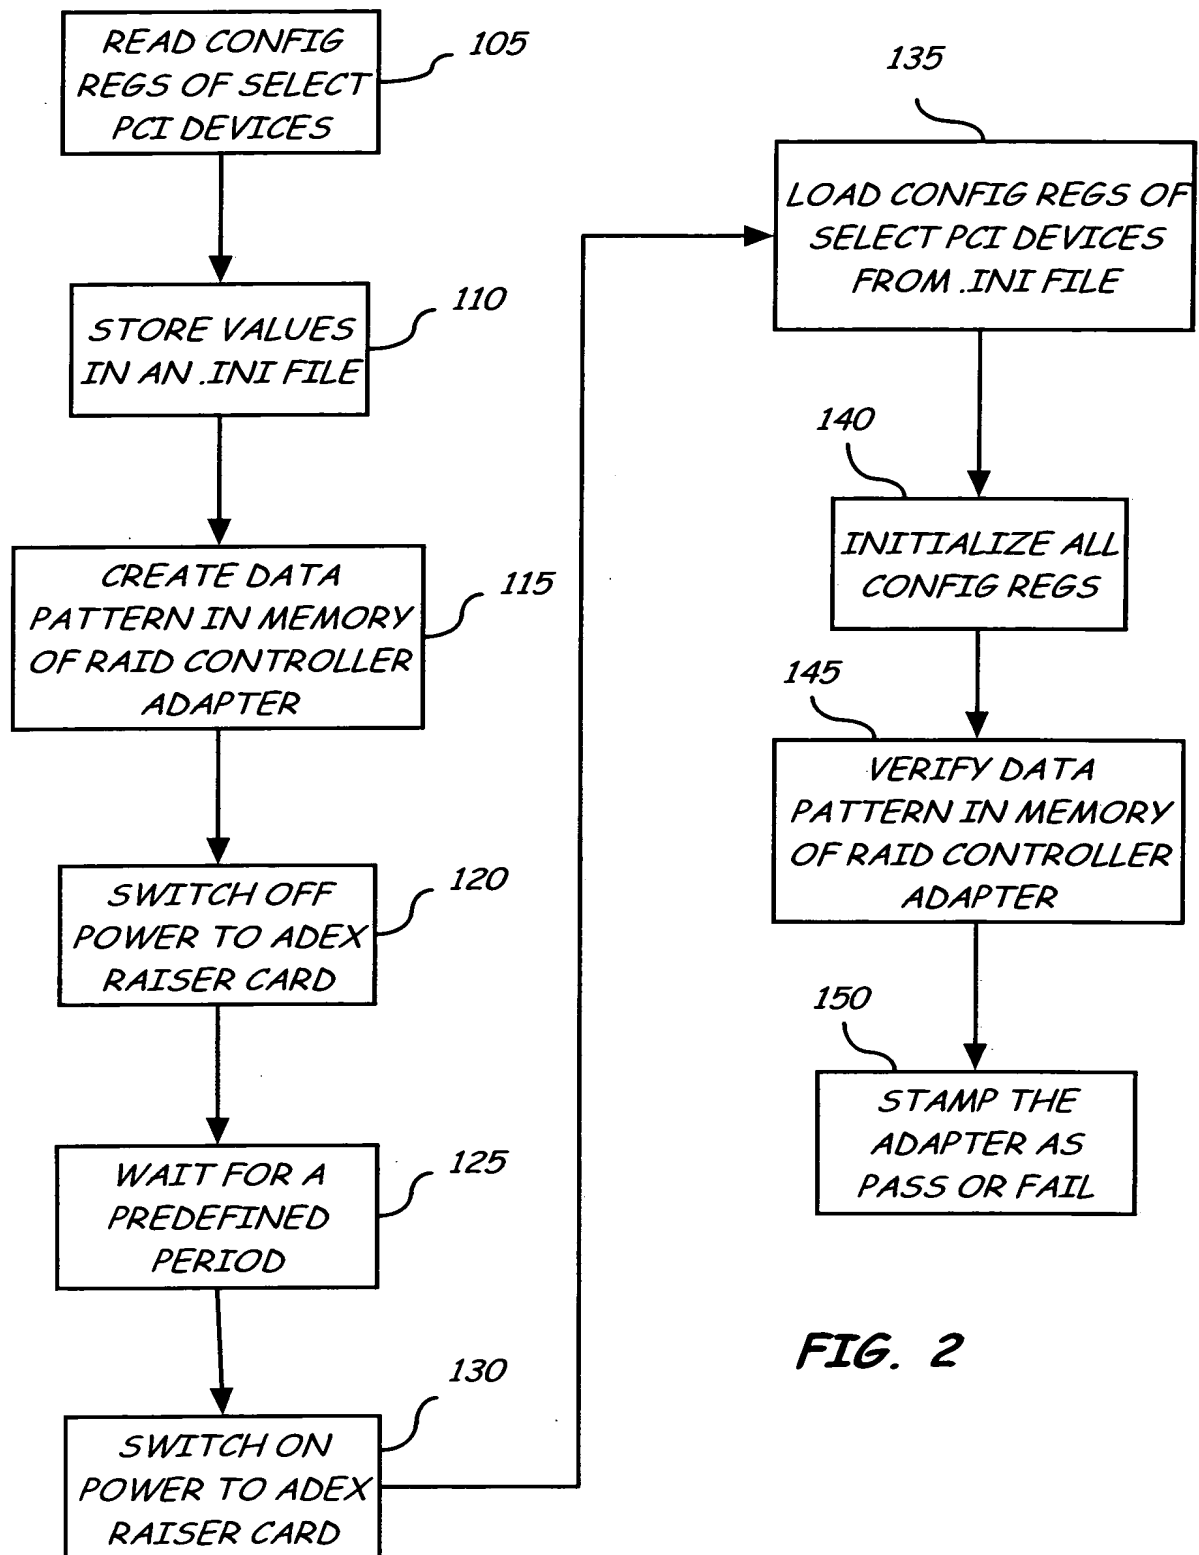 READ CONFIG
REGS OF SELECT
PCI DEVICES
105
STORE VALUES
IN AN .INI FILE
110
CREATE DATA
PATTERN IN MEMORY
OF RAID CONTROLLER
ADAPTER
115
SWITCH OFF
POWER TO ADEX
RAISER CARD
120
WAIT FOR A
PREDEFINED
PERIOD
125
SWITCH ON
POWER TO ADEX
RAISER CARD
130
135
LOAD CONFIG REGS OF
SELECT PCI DEVICES
FROM .INI FILE
140
INITIALIZE ALL
CONFIG REGS
145
VERIFY DATA
PATTERN IN MEMORY
OF RAID CONTROLLER
ADAPTER
150
STAMP THE
ADAPTER AS
PASS OR FAIL
FIG. 2